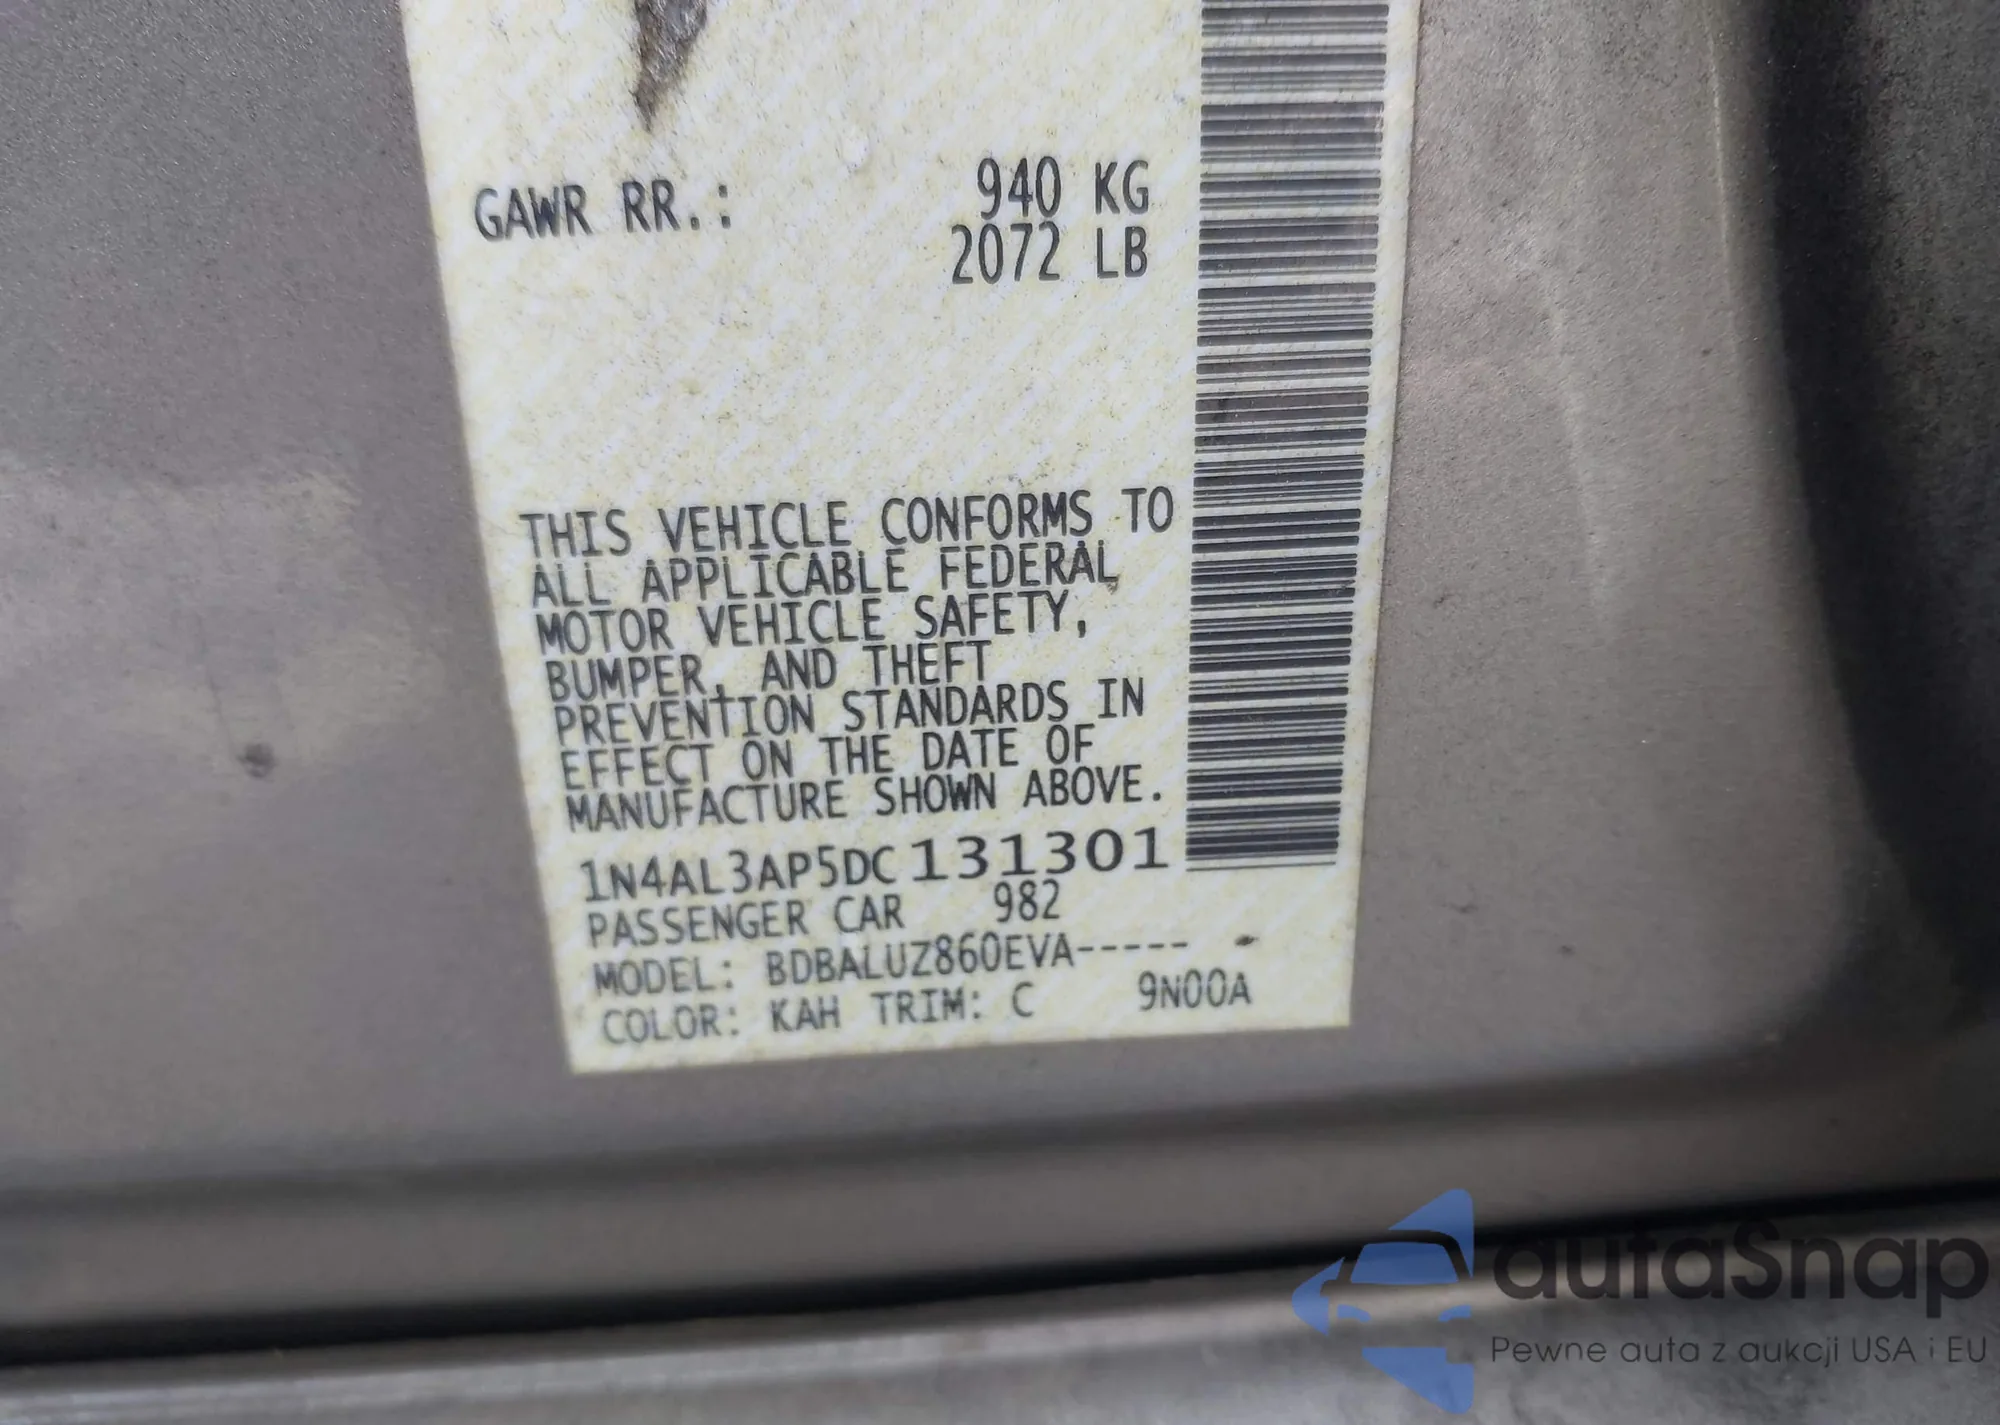 GAWR RR.: 940 KG
2072 LB
THIS VEHICLE CONFORMS TO
ALL APPLICABLE FEDERAL
MOTOR VEHICLE SAFETY,
BUMPER, AND THEFT
PREVENTION STANDARDS IN
EFFECT ON THE DATE OF
MANUFACTURE SHOWN ABOVE.
1N4AL3AP5DC131301
PASSENGER CAR 982
MODEL: BDBALUZ860EVA-----  -
COLOR: KAH TRIM: C 9N00A
autaSnap
Pewne auta z aukcji USA i EU